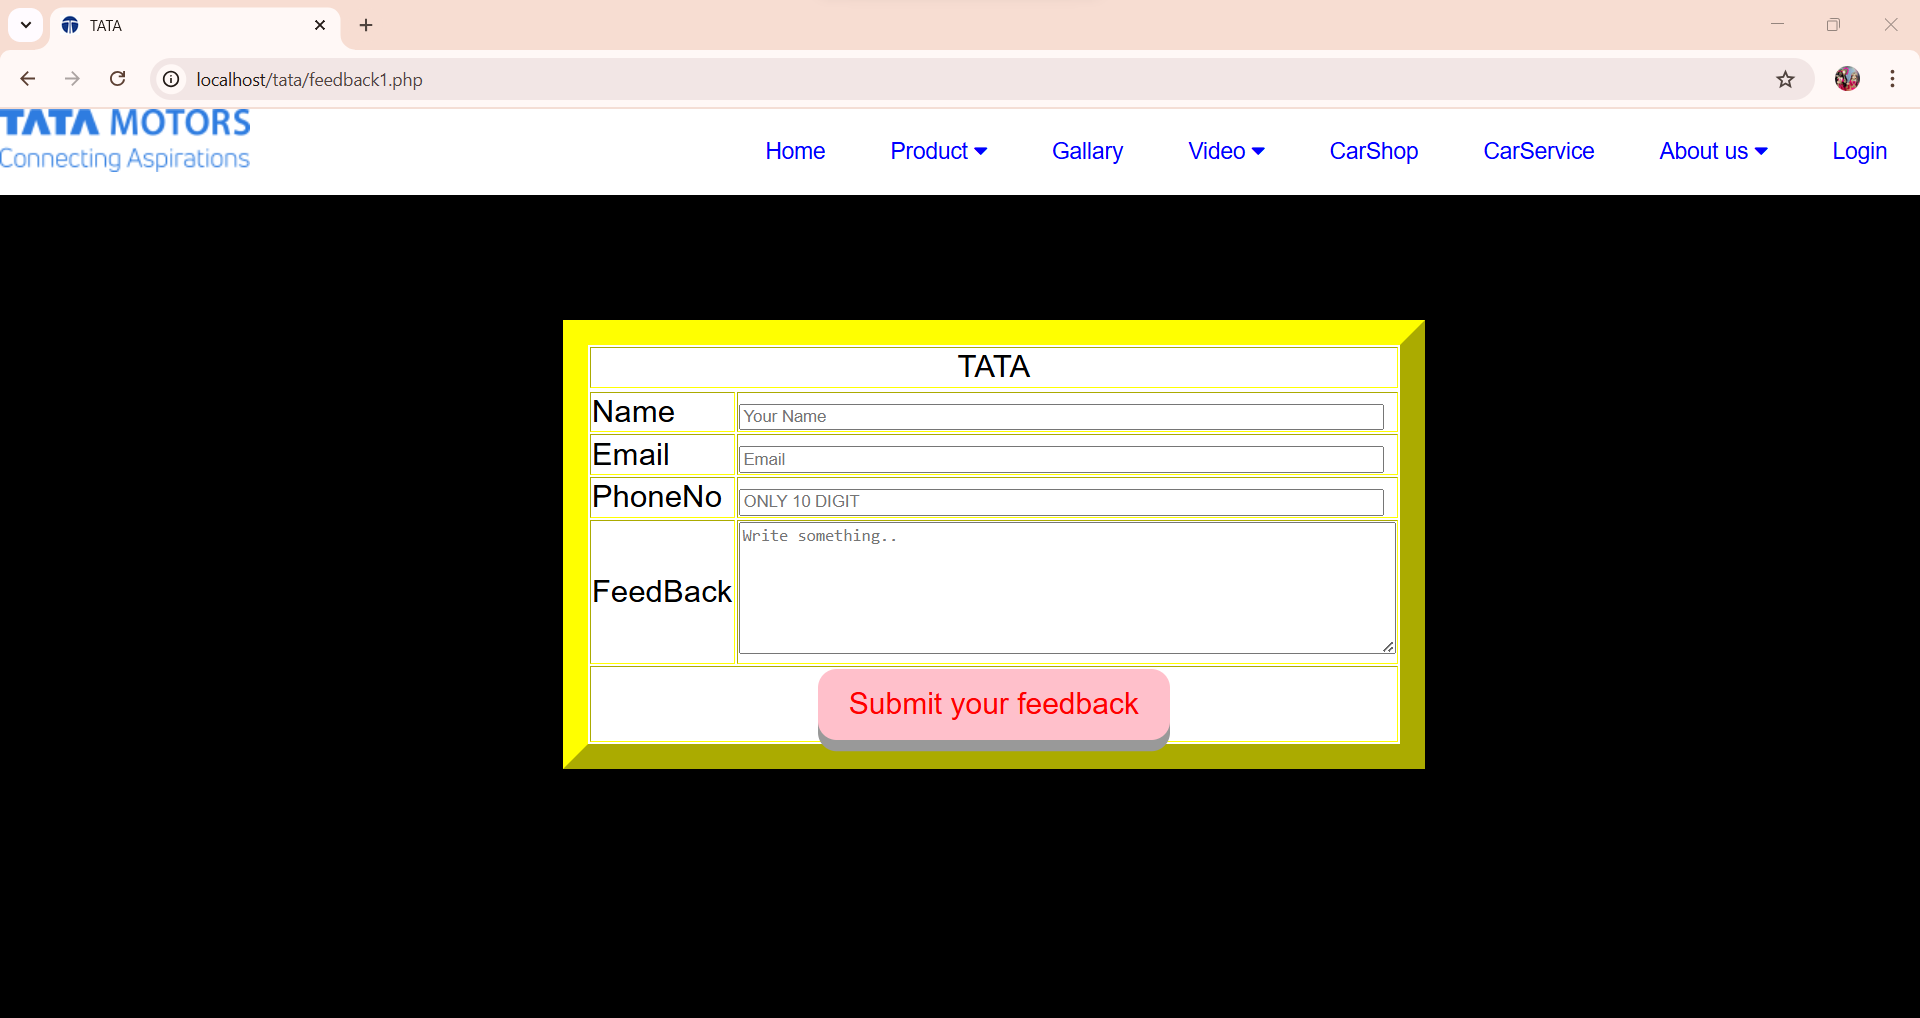 TATA
localhost/tata/feedback1.php
TATA MOTORS
Connecting Aspirations
Home Product Gallary Video CarShop CarService About us Login
TATA
Name Your Name
Email Email
PhoneNo ONLY 10 DIGIT
Write something..
FeedBack
Submit your feedback